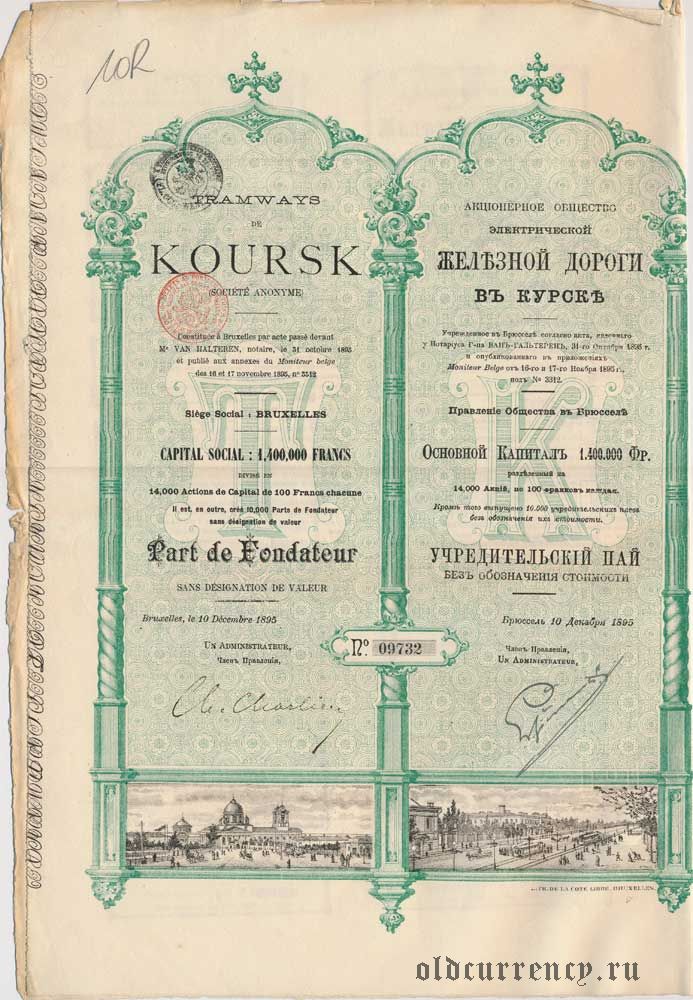 10R
TRAMWAYS
DE
KOURSK
(SOCIÉTÉ ANONYME)
Constituée à Bruxelles par acte passé devant
Me VAN HALTEREN, notaire, le 31 octobre 1895
et publié aux annexes du Moniteur belge
des 16 et 17 novembre 1895, no 3312
Siège Social : BRUXELLES
CAPITAL SOCIAL : 1,400,000 FRANCS
DIVISÉ EN
14,000 Actions de Capital de 100 Francs chacune
Il est, en outre, créé 10,000 Parts de Fondateur
sans désignation de valeur
Part de Fondateur
SANS DÉSIGNATION DE VALEUR
Bruxelles, le 10 Décembre 1895
UN ADMINISTRATEUR,
Членъ Правленія,
АКЦІОНЕРНОЕ ОБЩЕСТВО
ЭЛЕКТРИЧЕСКОЙ
ЖЕЛѢЗНОЙ ДОРОГИ
ВЪ КУРСКѢ
Учрежденное въ Брюсселѣ согласно акта,
у Нотаріуса Г-на ВАНЪ-ГАЛЬТЕРЕНЪ, 31-го Октября 1895 г.
и опубликованнаго въ приложеніяхъ
Moniteur Belge отъ 16-го и 17-го Ноября 1895 г.,
подъ № 3312.
Правленіе Общества въ Брюсселѣ
ОСНОВНОЙ КАПИТАЛЪ 1.400.000 ФР.
раздѣленный на
14,000 Акцій, по 100 франковъ каждая.
Кромѣ того выпущено 10.000 учредительскихъ паевъ
безъ обозначенія ихъ стоимости.
УЧРЕДИТЕЛЬСКІЙ ПАЙ
БЕЗЪ ОБОЗНАЧЕНІЯ СТОИМОСТИ
Брюссель 10 Декабря 1895
Членъ Правленія,
UN ADMINISTRATEUR,
No. 09732
LITH. DE LA COTE LIBRE, BRUXELLES.
oldcurrency.ru